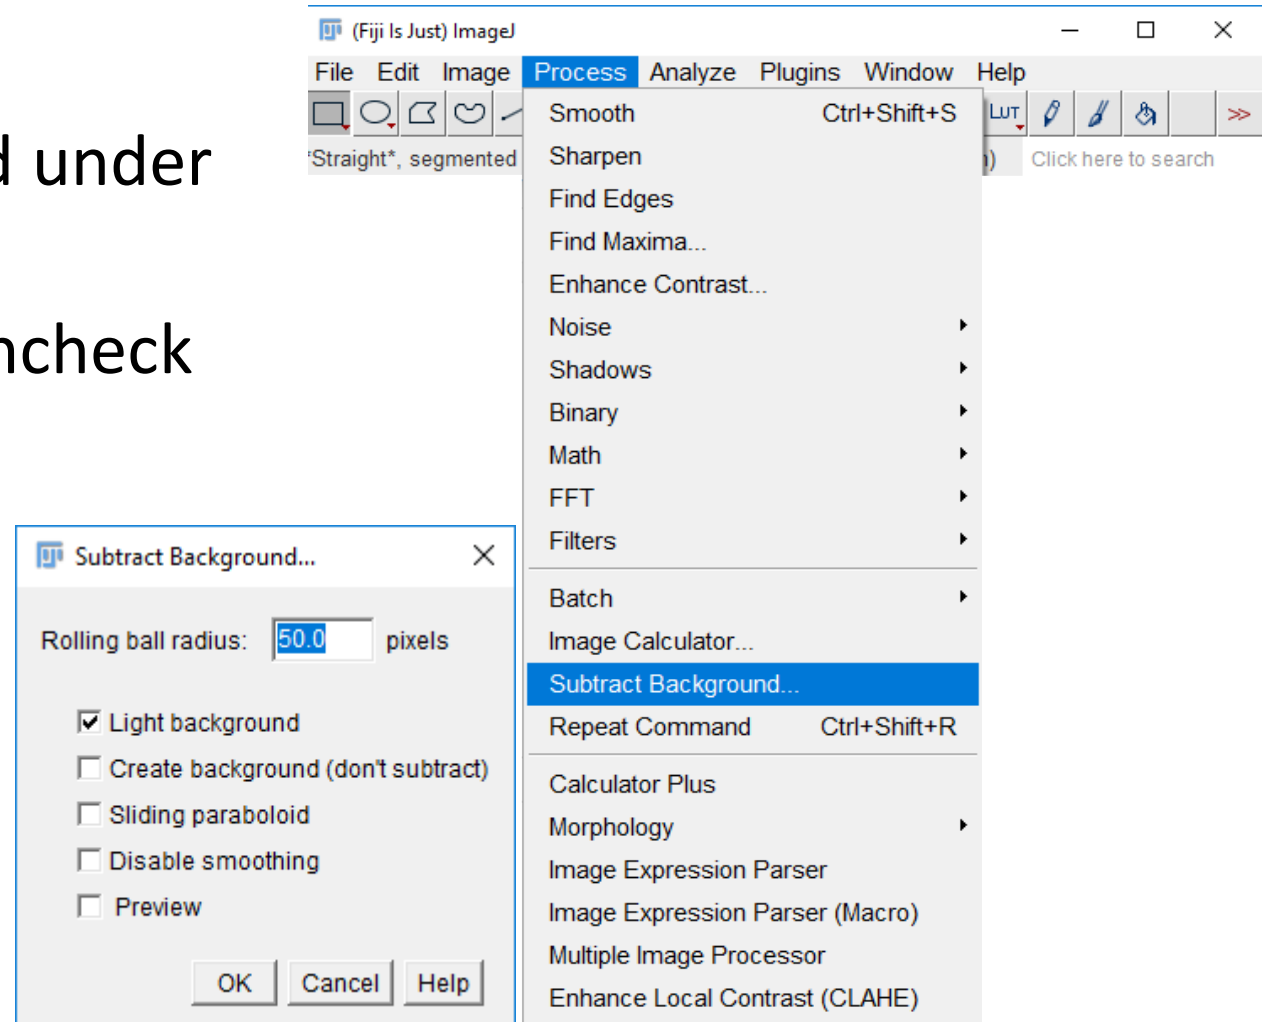 (Fiji Is Just) ImageJ
File Edit Image Process Analyze Plugins Window Help
LUT
*Straight*, segmented
Click here to search
under
ncheck
Smooth Ctrl+Shift+S
Sharpen
Find Edges
Find Maxima...
Enhance Contrast...
Noise
Shadows
Binary
Math
FFT
Filters
Batch
Image Calculator...
Subtract Background...
Repeat Command Ctrl+Shift+R
Calculator Plus
Morphology
Image Expression Parser
Image Expression Parser (Macro)
Multiple Image Processor
Enhance Local Contrast (CLAHE)
Subtract Background...
Rolling ball radius: 50.0 pixels
Light background
Create background (don't subtract)
Sliding paraboloid
Disable smoothing
Preview
OK Cancel Help